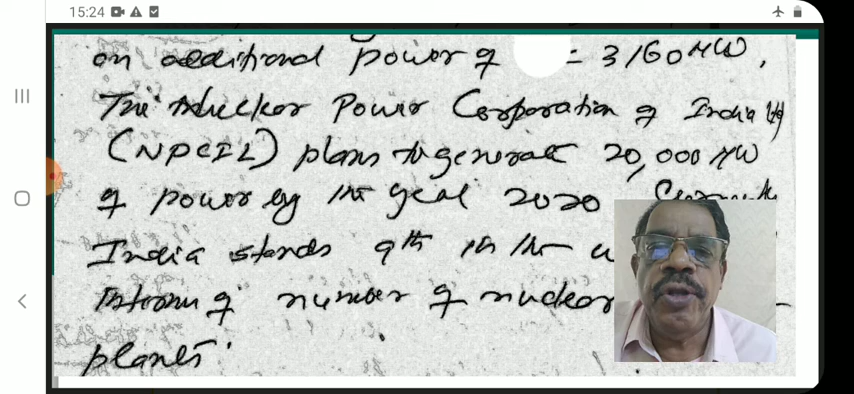 15:24
an additional power of = 3160 MW.
The Nuclear Power Corporation of India Ltd
(NPCIL) plans to generate 20,000 MW
of power by the year 2020
India stands 9th in the
of number of nuclear
plants.